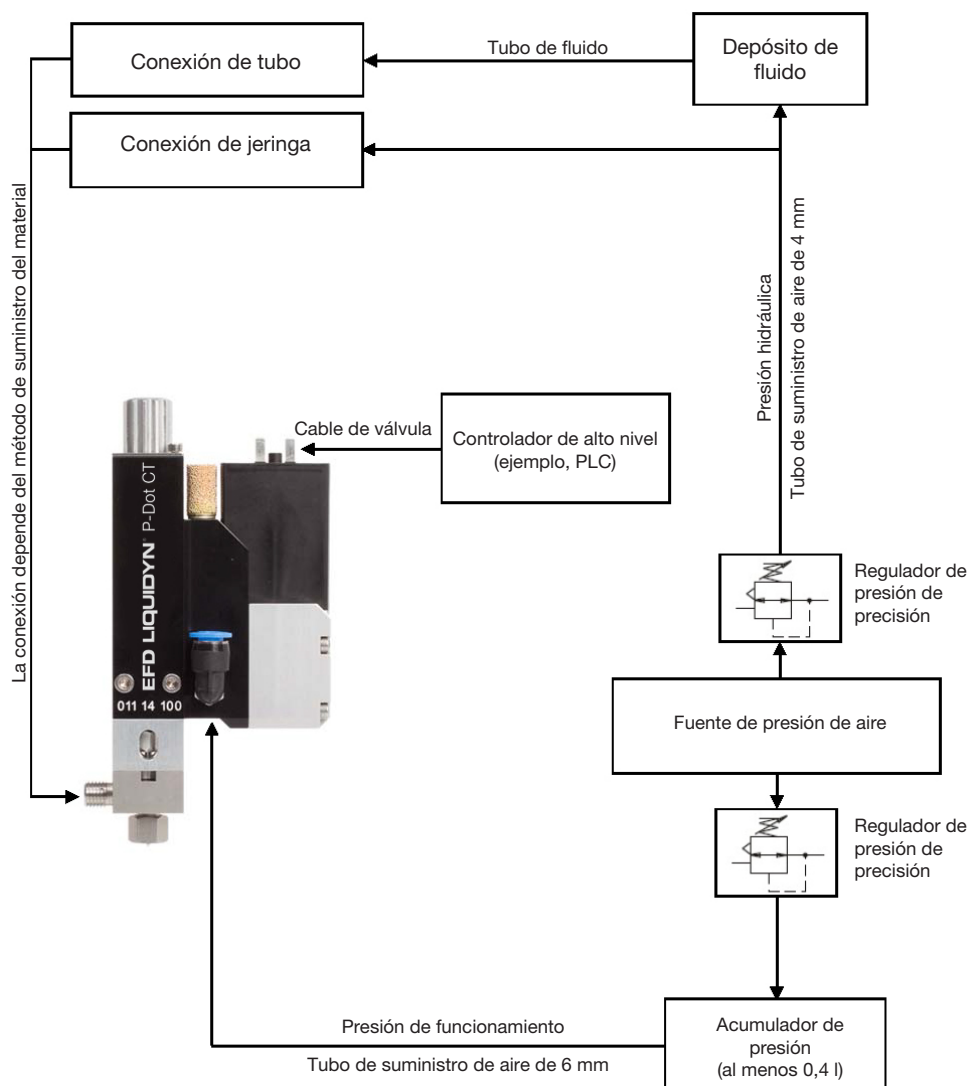 Conexión de tubo
Tubo de fluido
Depósito de
fluido
Conexión de jeringa
La conexión depende del método de suministro del material
Presión hidráulica
Tubo de suministro de aire de 4 mm
Cable de válvula
Controlador de alto nivel
(ejemplo, PLC)
EFD LIQUIDYN® P-Dot CT
011 14 100
Regulador de
presión de
precisión
Fuente de presión de aire
Regulador de
presión de
precisión
Presión de funcionamiento
Tubo de suministro de aire de 6 mm
Acumulador de
presión
(al menos 0,4 l)